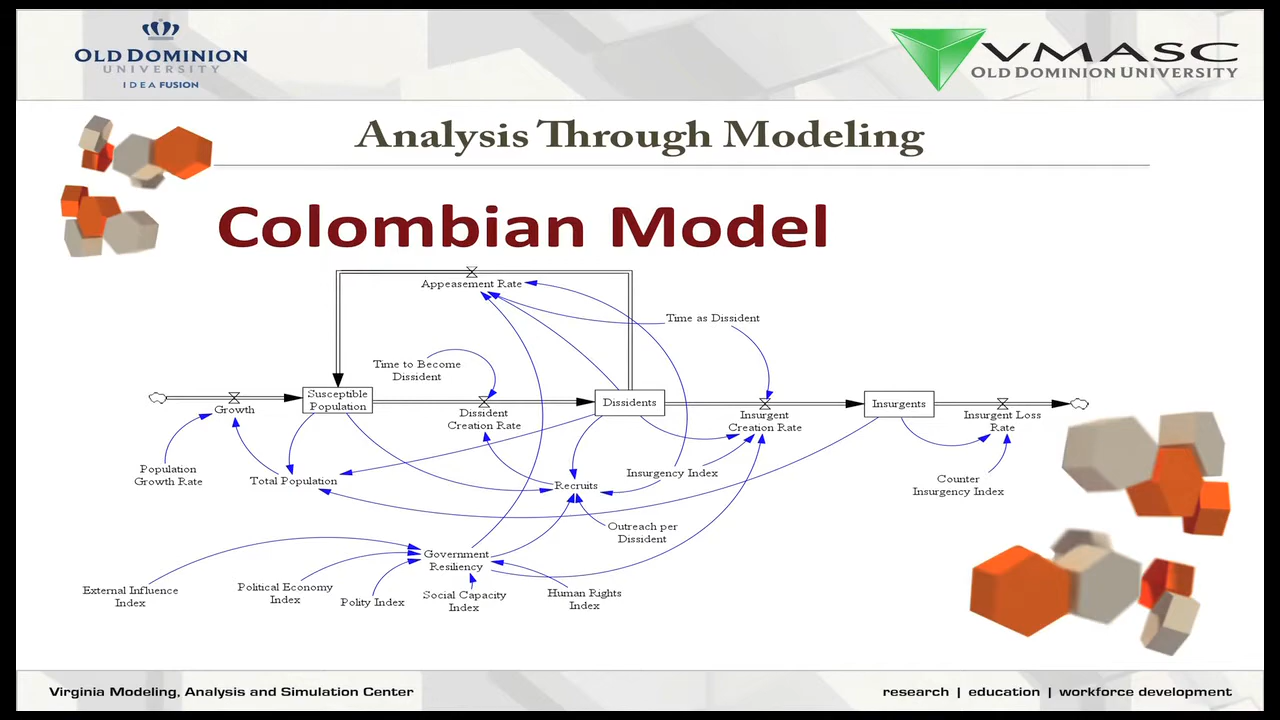 OLD DOMINION
UNIVERSITY
IDEA FUSION
VMASC
OLD DOMINION UNIVERSITY
Analysis Through Modeling
Colombian Model
Appeasement Rate
Time as Dissident
Time to Become
Dissident
Susceptible
Population
Growth
Dissident
Creation Rate
Dissidents
Insurgent
Creation Rate
Insurgents
Insurgent Loss
Rate
Population
Growth Rate
Total Population
Recruits
Insurgency Index
Counter
Insurgency Index
Outreach per
Dissident
Government
Resiliency
External Influence
Index
Political Economy
Index
Polity Index
Social Capacity
Index
Human Rights
Index
Virginia Modeling, Analysis and Simulation Center
research | education | workforce development